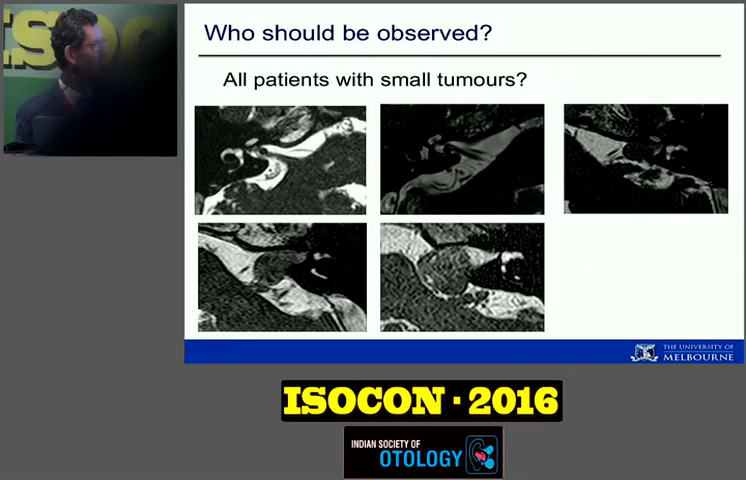 Who should be observed?
All patients with small tumours?
THE UNIVERSITY OF
MELBOURNE
ISOCON · 2016
INDIAN SOCIETY OF
OTOLOGY